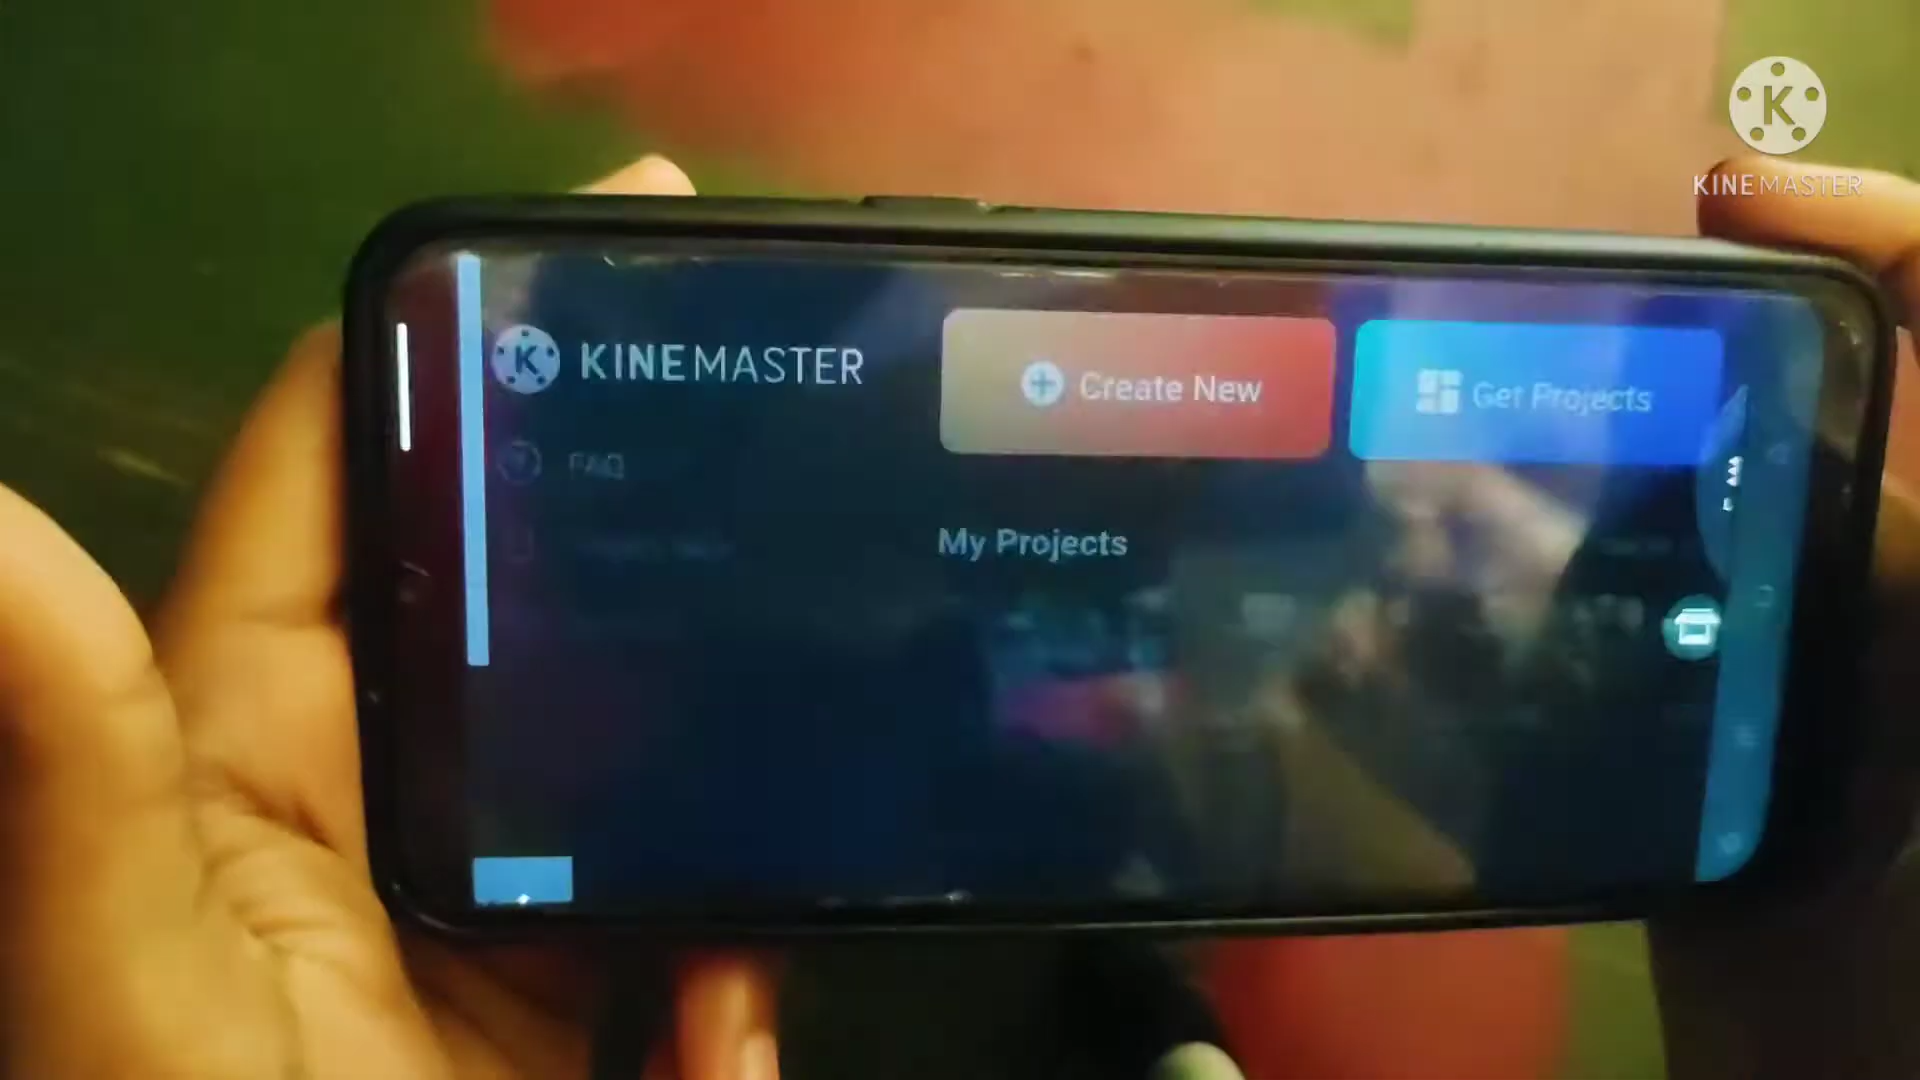 KINEMASTER
KINEMASTER
Create New
Get Projects
FAQ
My Projects